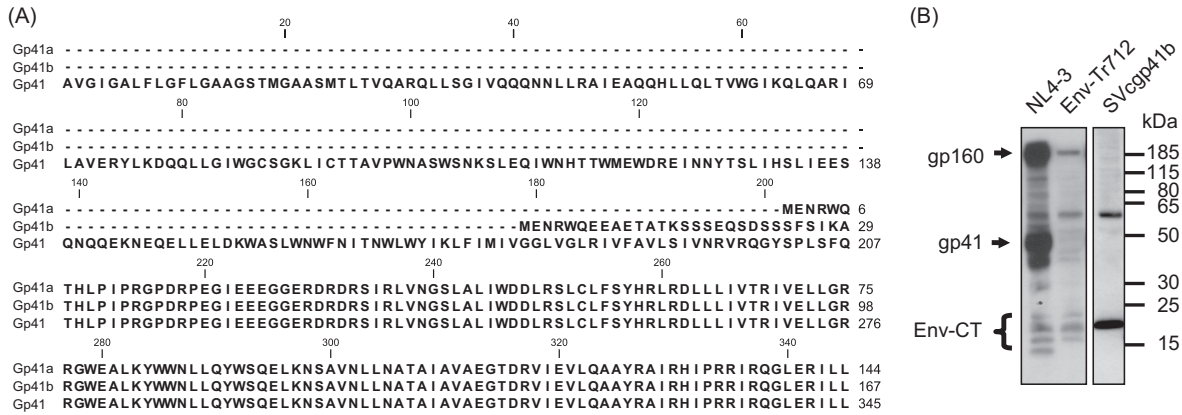 (A)
20 40 60
Gp41a --------------------------------------------------------------------- -
Gp41b --------------------------------------------------------------------- -
Gp41 AVGIGALFLGFLGAAGSTMGAASMTLTVQARQLLSGIVQQQNNLLRAIEAQQHLLQLTVWGIKQLQARI 69
80 100 120
Gp41a --------------------------------------------------------------------- -
Gp41b --------------------------------------------------------------------- -
Gp41 LAVERYLKDQQLLGIWGCSGKLICTTAVPWNASWSNKSLEQIWNHTTWMEWDREINNYTSLIHSLIEES 138
140 160 180 200
Gp41a ---------------------------------------------------------------MENRWQ 6
Gp41b ----------------------------------------MENRWQEEAETATKSSSEQSDSSSFSIKA 29
Gp41 QNQQEKNEQELLELDKWASLWNWFNITNWLWYIKLFIMIVGGLVGLRIVFAVLSIVNRVRQGYSPLSFQ 207
220 240 260
Gp41a THLPIPRGPDRPEGIEEEGGERDRDRSIRLVNGSLALIWDDLRSLCLFSYHRLRDLLLIVTRIVELLGR 75
Gp41b THLPIPRGPDRPEGIEEEGGERDRDRSIRLVNGSLALIWDDLRSLCLFSYHRLRDLLLIVTRIVELLGR 98
Gp41 THLPIPRGPDRPEGIEEEGGERDRDRSIRLVNGSLALIWDDLRSLCLFSYHRLRDLLLIVTRIVELLGR 276
280 300 320 340
Gp41a RGWEALKYWWNLLQYWSQELKNSAVNLLNATAIAVAEGTDRVIEVLQAAYRAIRHIPRRIRQGLERILL 144
Gp41b RGWEALKYWWNLLQYWSQELKNSAVNLLNATAIAVAEGTDRVIEVLQAAYRAIRHIPRRIRQGLERILL 167
Gp41 RGWEALKYWWNLLQYWSQELKNSAVNLLNATAIAVAEGTDRVIEVLQAAYRAIRHIPRRIRQGLERILL 345
(B)
NL4-3
Env-Tr712
SVcgp41b
kDa
gp160
gp41
Env-CT
185
115
80
65
50
30
25
15